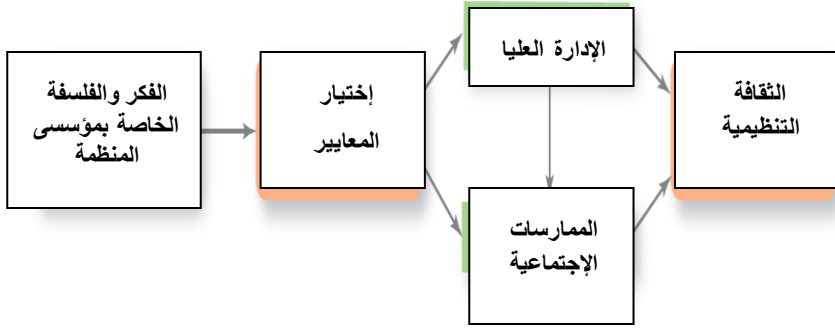 الفكر والفلسفة
الخاصة بمؤسسى
المنظمة
إختيار
المعايير
الإدارة العليا
الممارسات
الإجتماعية
الثقافة
التنظيمية